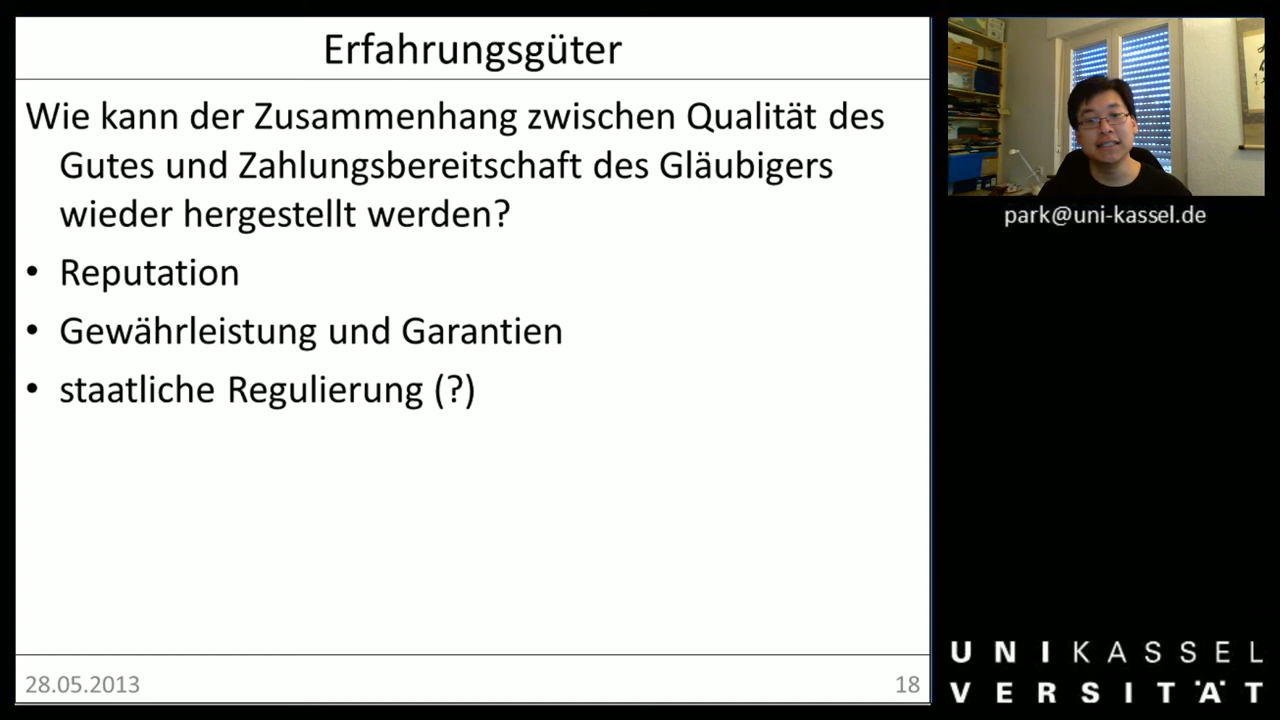 Erfahrungsgüter
Wie kann der Zusammenhang zwischen Qualität des
Gutes und Zahlungsbereitschaft des Gläubigers
wieder hergestellt werden?
• Reputation
• Gewährleistung und Garantien
• staatliche Regulierung (?)
28.05.2013
18
park@uni-kassel.de
UNIKASSEL
VERSITÄT